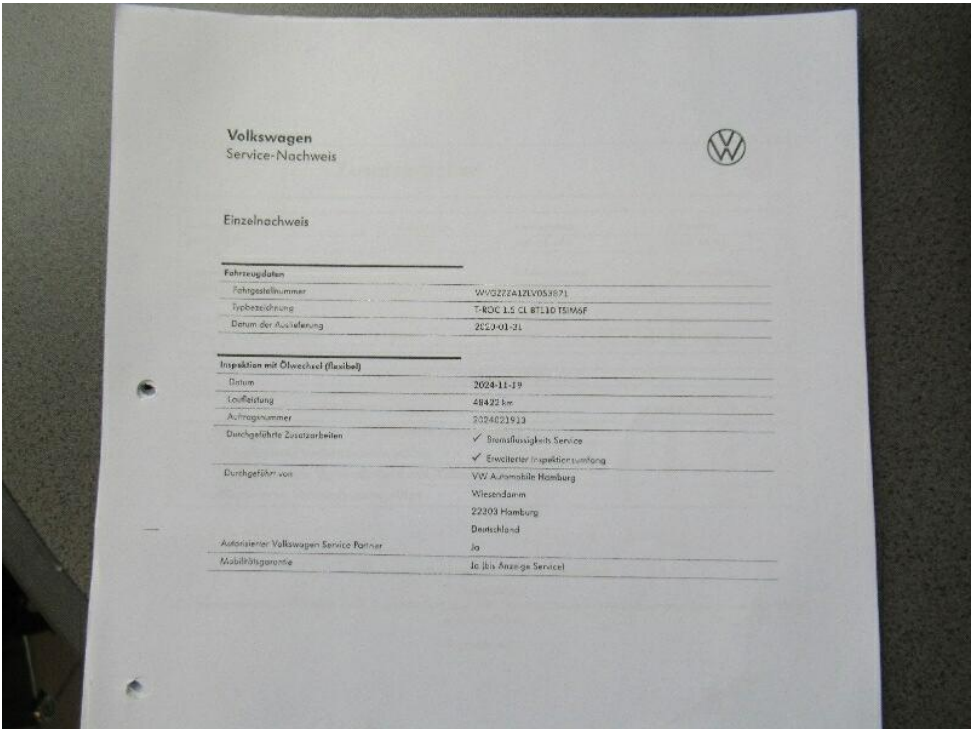 Volkswagen
Service-Nachweis
Einzelnachweis
Fahrzeugdaten
Fahrgestellnummer
Typbezeichnung T-ROC 1.5 CL BT110 TSIM6F
Datum der Auslieferung 2020-01-31
Inspektion mit Ölwechsel (flexibel)
Datum 2024-11-19
Laufleistung 48422 km
Auftragsnummer 2024021913
Durchgeführte Zusatzarbeiten ✓ Bremsflüssigkeits Service
✓ Erweiterter Inspektionsumfang
Durchgeführt von VW Automobile Hamburg
Wiesendamm
22303 Hamburg
Deutschland
Autorisierter Volkswagen Service Partner Ja
Mobilitätsgarantie Ja (bis Anzeige Service)